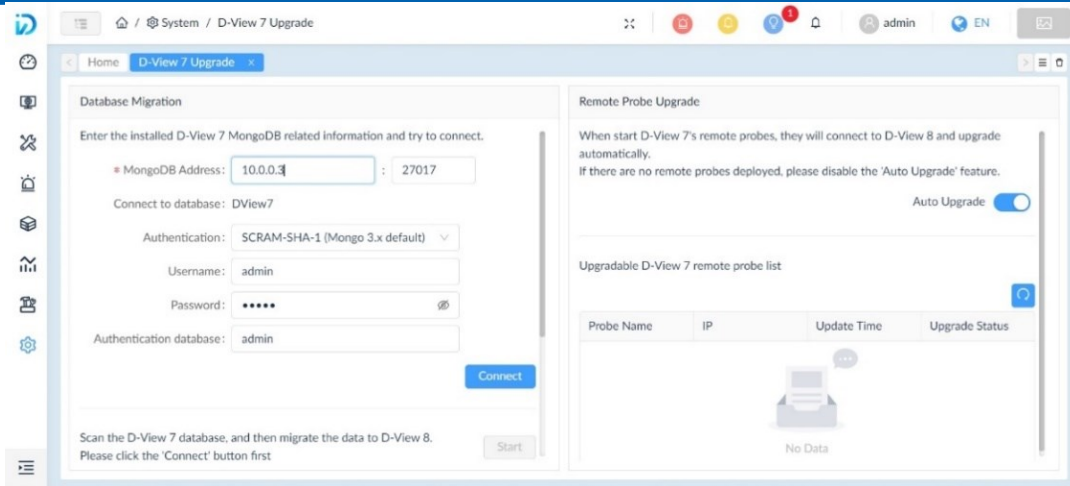 System / D-View 7 Upgrade
1
admin
EN
Home
D-View 7 Upgrade ×
Database Migration
Enter the installed D-View 7 MongoDB related information and try to connect.
* MongoDB Address: 10.0.0.3 : 27017
Connect to database: DView7
Authentication: SCRAM-SHA-1 (Mongo 3.x default)
Username: admin
Password: •••••
Authentication database: admin
Connect
Scan the D-View 7 database, and then migrate the data to D-View 8.
Please click the 'Connect' button first
Start
Remote Probe Upgrade
When start D-View 7's remote probes, they will connect to D-View 8 and upgrade
automatically.
If there are no remote probes deployed, please disable the 'Auto Upgrade' feature.
Auto Upgrade
Upgradable D-View 7 remote probe list
Probe Name IP Update Time Upgrade Status
No Data